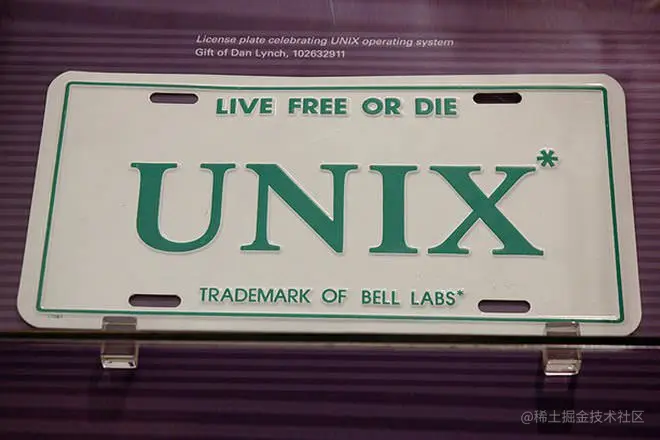 License plate celebrating UNIX operating system
Gift of Dan Lynch, 102632911
LIVE FREE OR DIE
UNIX*
TRADEMARK OF BELL LABS*
@稀土掘金技术社区